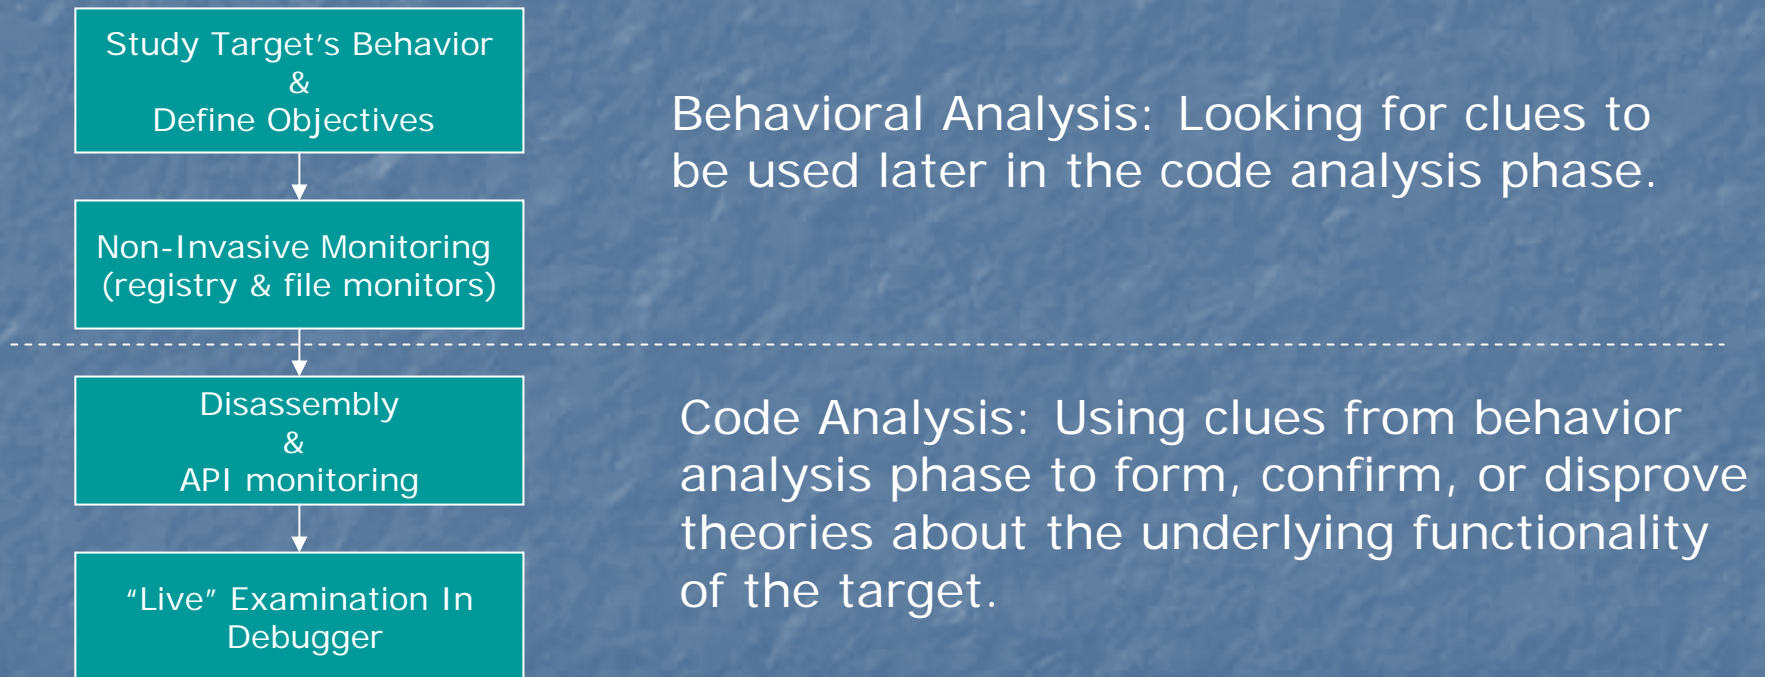 Study Target's Behavior
&
Define Objectives
Behavioral Analysis: Looking for clues to
be used later in the code analysis phase.
Non-Invasive Monitoring
(registry & file monitors)
Disassembly
&
API monitoring
Code Analysis: Using clues from behavior
analysis phase to form, confirm, or disprove
theories about the underlying functionality
of the target.
“Live” Examination In
Debugger